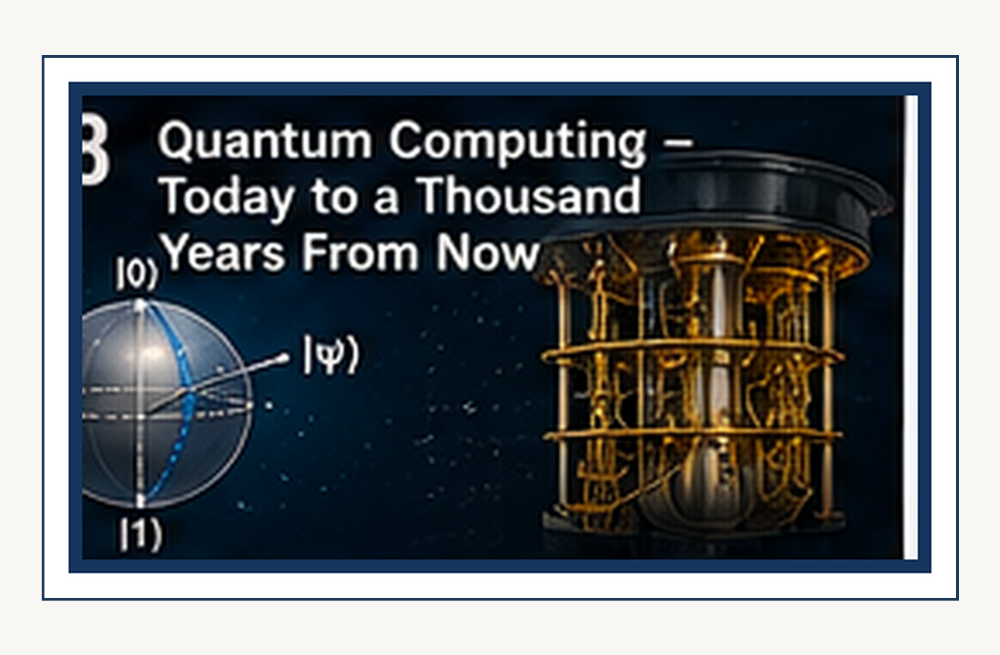 3 Quantum Computing –
Today to a Thousand
Years From Now
|0⟩
|ψ⟩
|1⟩